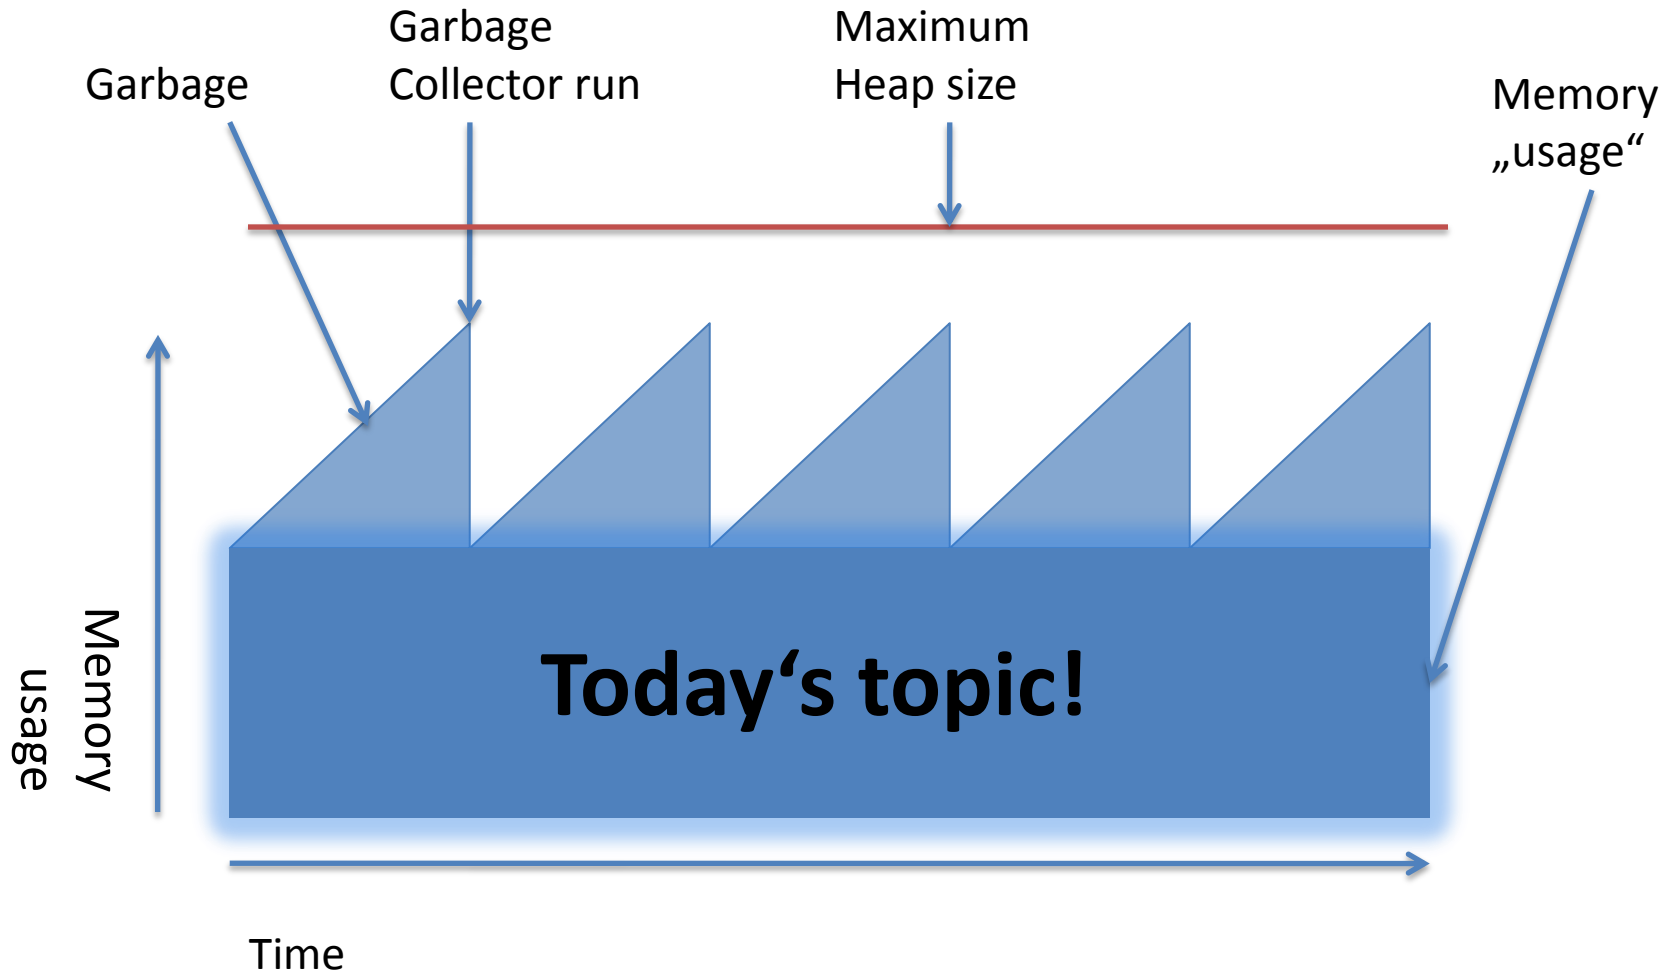 Garbage
Garbage
Collector run
Maximum
Heap size
Memory
„usage“
Memory
usage
Today‘s topic!
Time